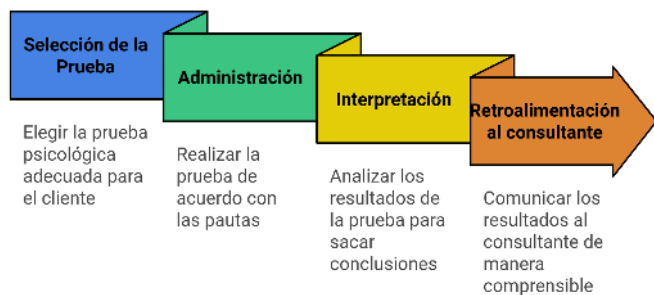 Selección de la
Prueba
Elegir la prueba
psicológica
adecuada para
el cliente
Administración
Realizar la
prueba de
acuerdo con
las pautas
Interpretación
Analizar los
resultados de
la prueba para
sacar
conclusiones
Retroalimentación
al consultante
Comunicar los
resultados al
consultante de
manera
comprensible